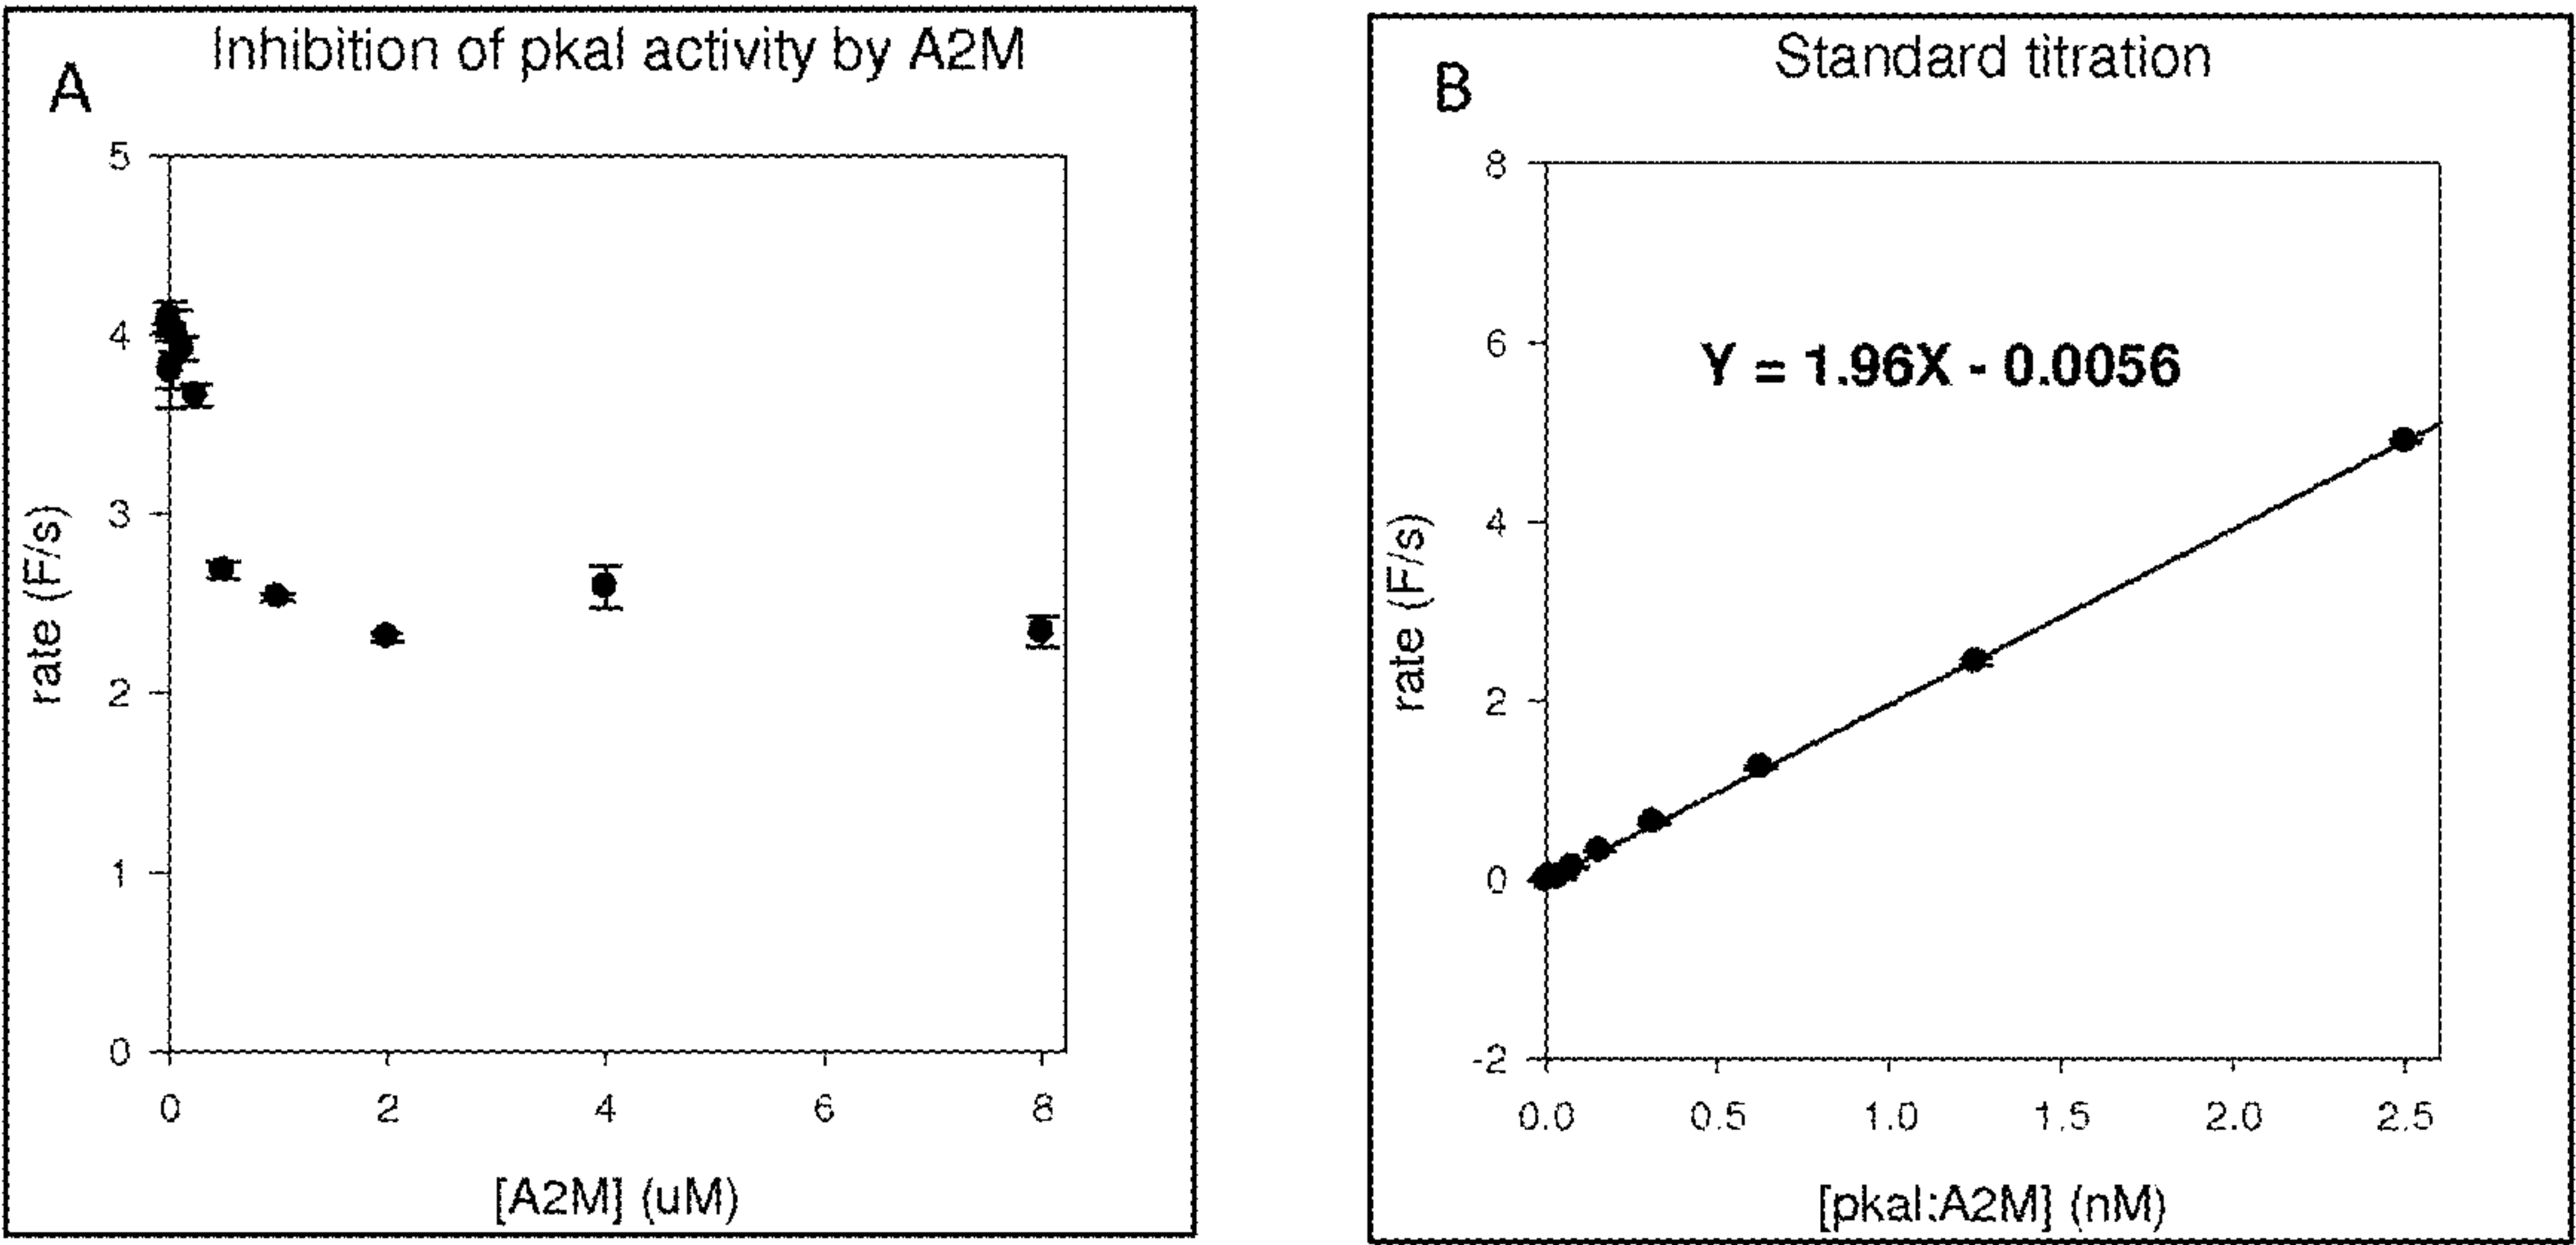 A
Inhibition of pkal activity by A2M
5
4
3
2
1
0
rate (F/s)
0 2 4 6 8
[A2M] (uM)
B
Standard titration
8
6
4
2
0
-2
rate (F/s)
Y = 1.96X - 0.0056
0.0 0.5 1.0 1.5 2.0 2.5
[pkal:A2M] (nM)